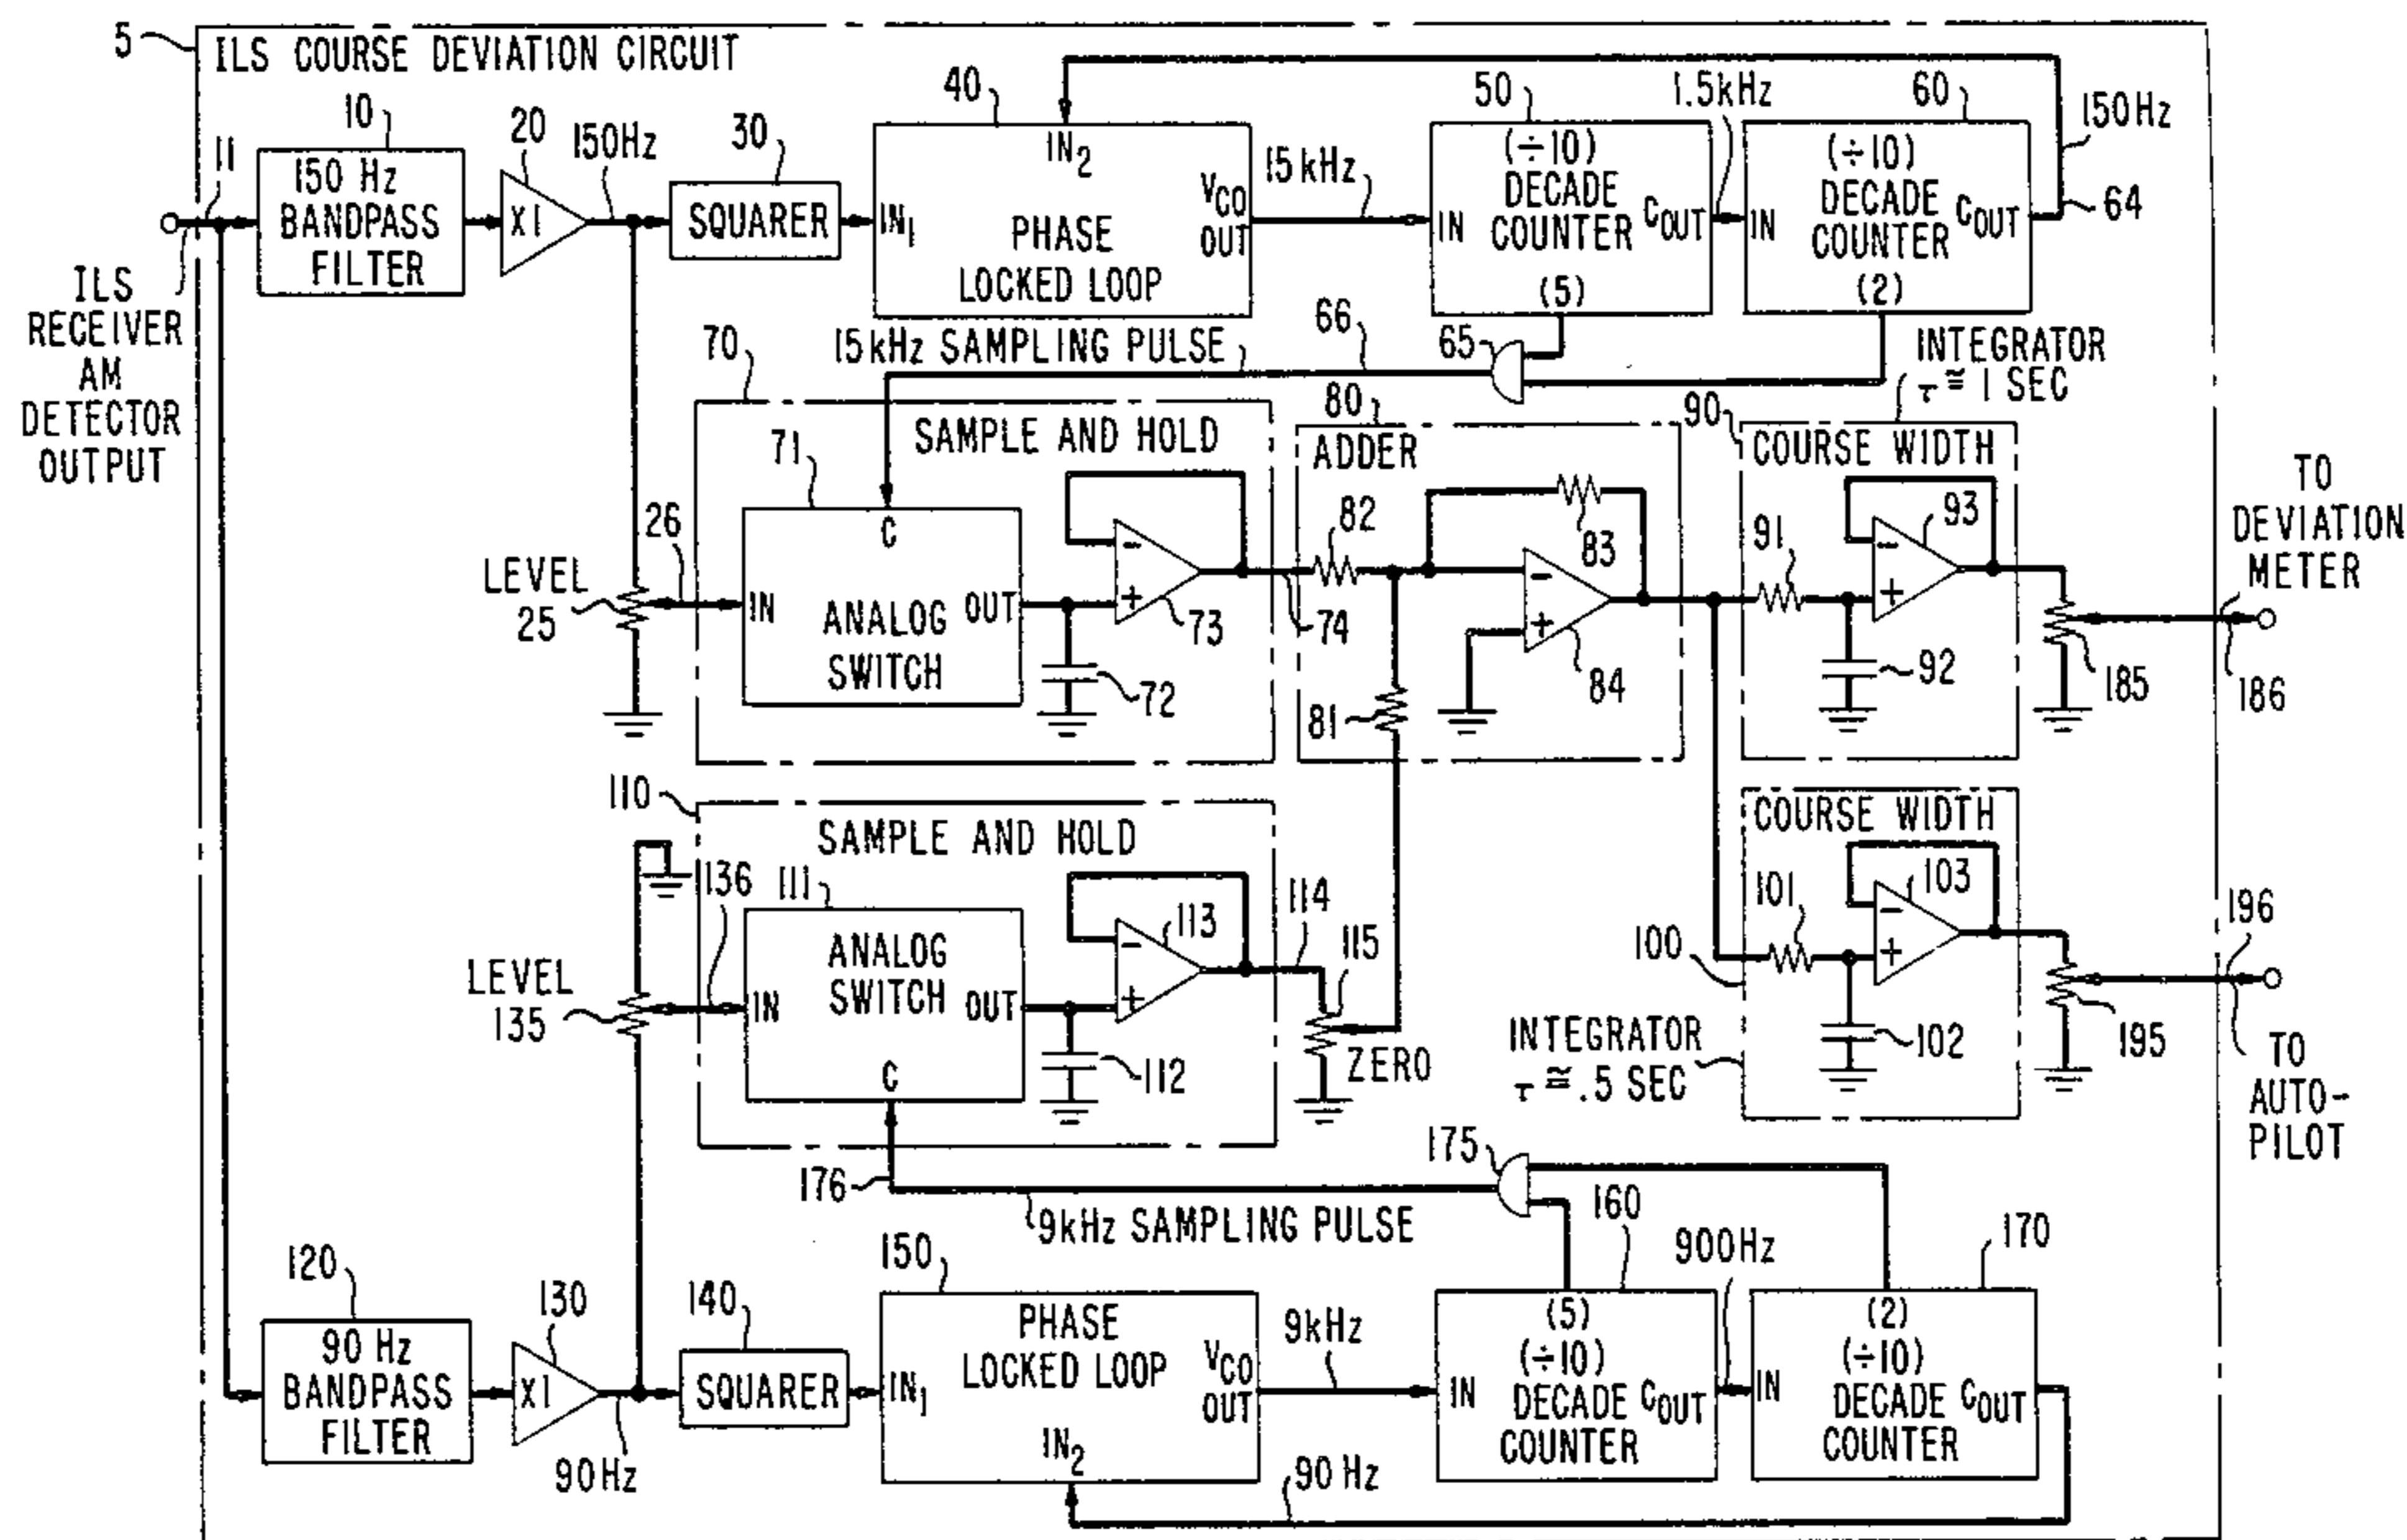 5
ILS COURSE DEVIATION CIRCUIT
11
ILS
RECEIVER
AM
DETECTOR
OUTPUT
10
150 Hz
BANDPASS
FILTER
20
X1
150Hz
30
SQUARER
40
IN2
IN1
PHASE
LOCKED LOOP
VCO
OUT
15kHz
50
(÷10)
DECADE
COUNTER
IN
COUT
(5)
1.5kHz
60
(÷10)
DECADE
COUNTER
IN
COUT
(2)
150Hz
64
15kHz SAMPLING PULSE
66
65
INTEGRATOR
τ ≅ 1 SEC
LEVEL
25
26
70
SAMPLE AND HOLD
71
C
IN
OUT
ANALOG
SWITCH
72
-
+
73
74
80
ADDER
82
81
83
-
+
84
90
COURSE WIDTH
91
92
-
+
93
185
186
TO
DEVIATION
METER
110
SAMPLE AND HOLD
LEVEL
135
136
111
ANALOG
SWITCH
IN
OUT
C
112
-
+
113
114
115
ZERO
COURSE WIDTH
100
101
102
-
+
103
INTEGRATOR
τ ≅ .5 SEC
195
196
TO
AUTO-
PILOT
176
9kHz SAMPLING PULSE
175
120
90 Hz
BANDPASS
FILTER
130
X1
90Hz
140
SQUARER
150
PHASE
LOCKED LOOP
IN1
IN2
VCO
OUT
9kHz
160
(5)
(÷10)
DECADE
COUNTER
IN
COUT
900Hz
170
(2)
(÷10)
DECADE
COUNTER
IN
COUT
90 Hz